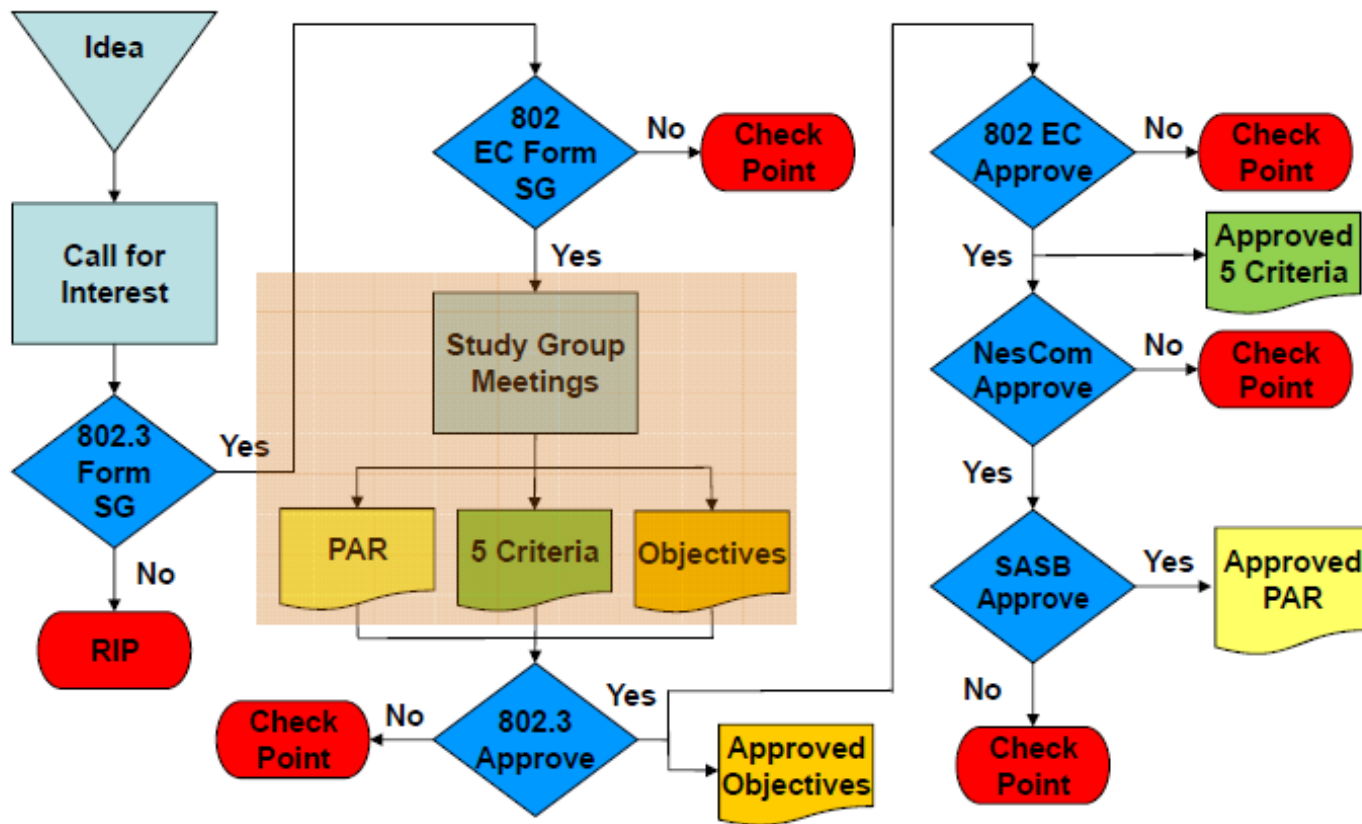 Idea
Call for
Interest
802.3
Form
SG
Yes
No
RIP
802
EC Form
SG
No
Check
Point
Yes
Study Group
Meetings
PAR
5 Criteria
Objectives
802.3
Approve
No
Check
Point
Yes
Approved
Objectives
802 EC
Approve
No
Check
Point
Yes
Approved
5 Criteria
NesCom
Approve
No
Check
Point
Yes
SASB
Approve
Yes
Approved
PAR
No
Check
Point